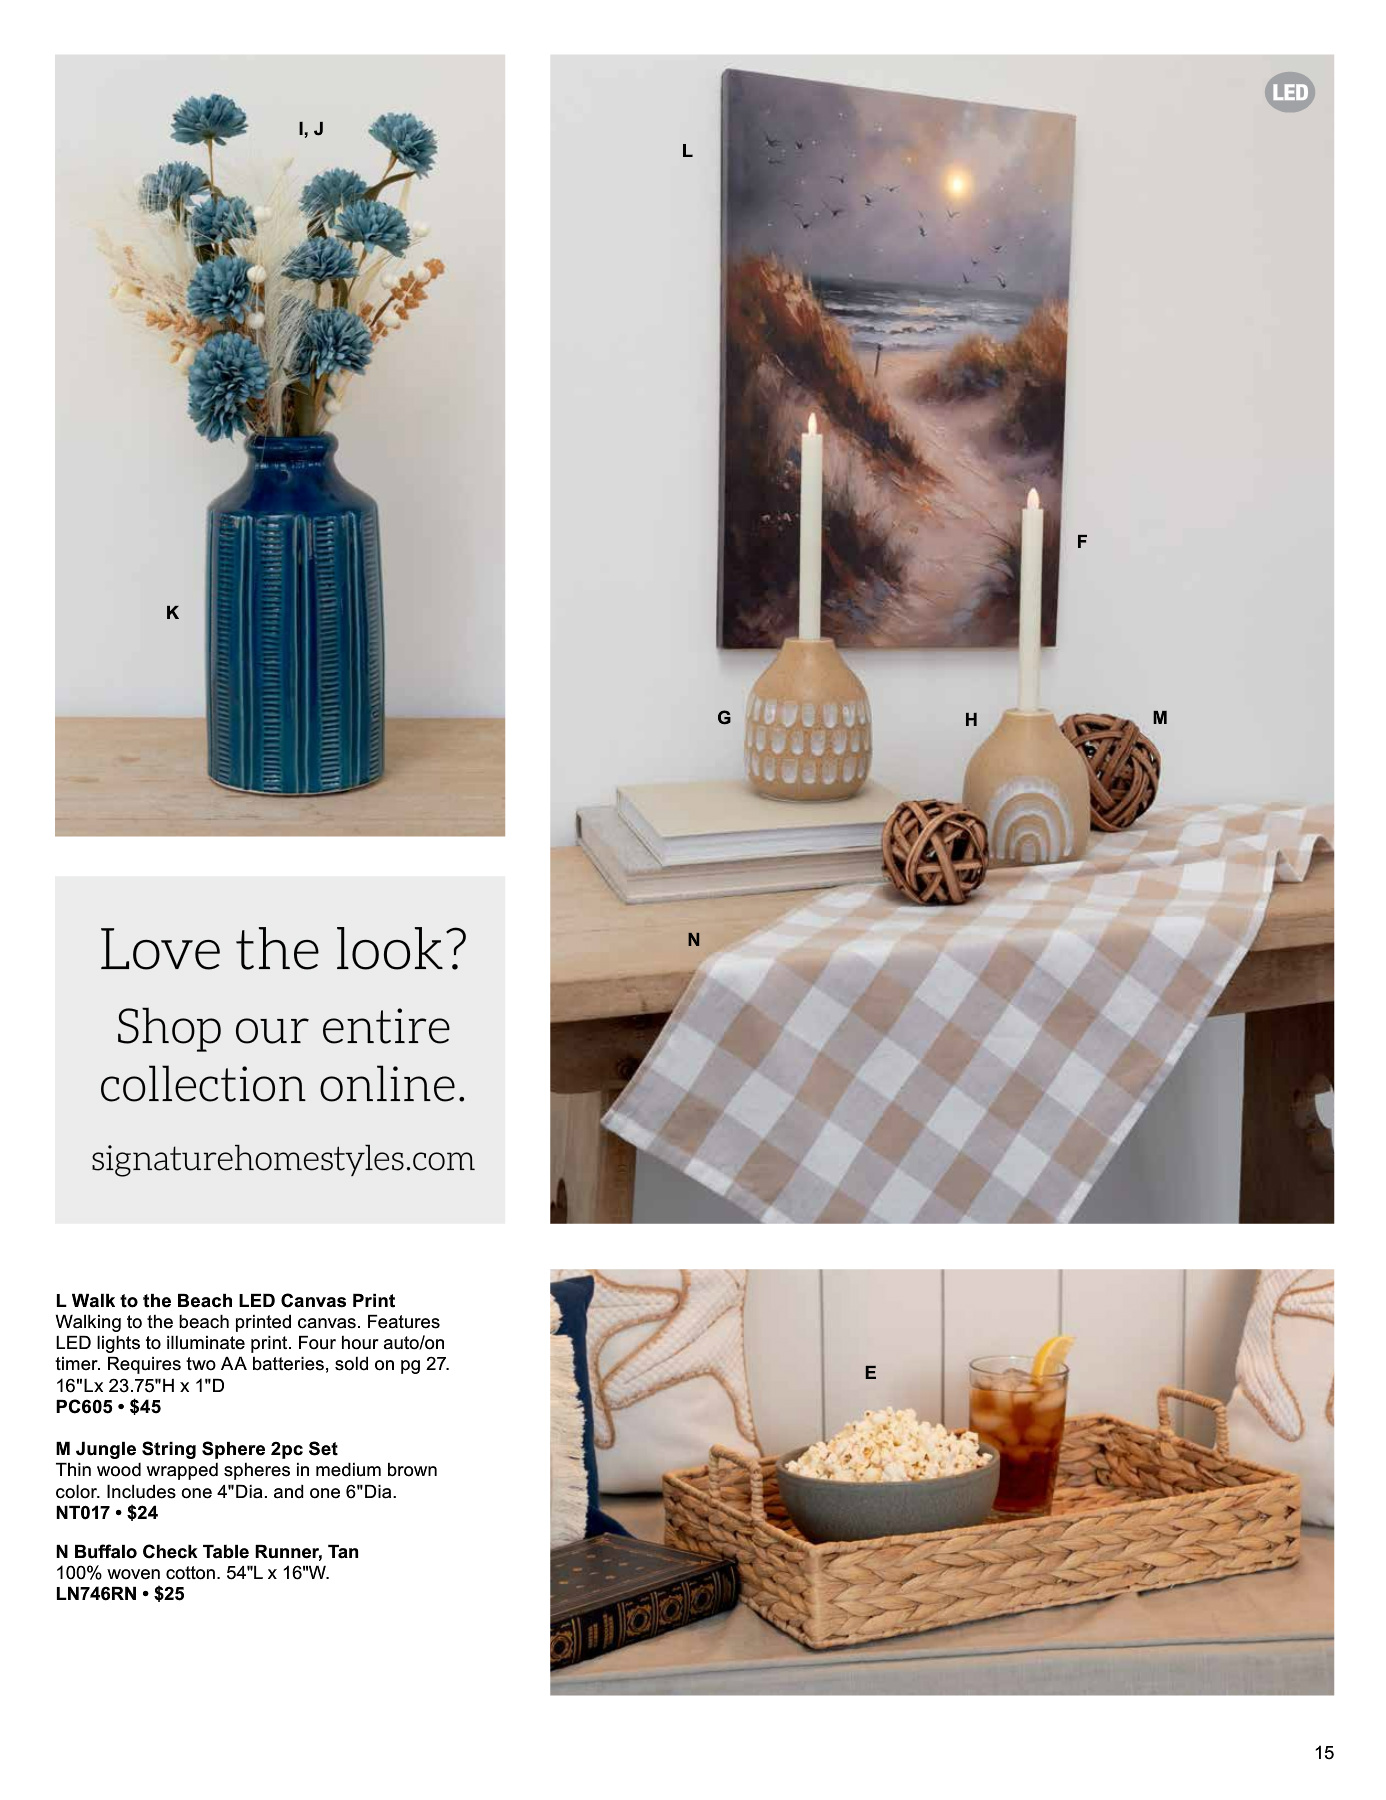 I, J
K
LED
L
F
G
H
M
N
Love the look?
Shop our entire
collection online.
signaturehomestyles.com
L Walk to the Beach LED Canvas Print
Walking to the beach printed canvas. Features
LED lights to illuminate print. Four hour auto/on
timer. Requires two AA batteries, sold on pg 27.
16"Lx 23.75"H x 1"D
PC605 • $45
M Jungle String Sphere 2pc Set
Thin wood wrapped spheres in medium brown
color. Includes one 4"Dia. and one 6"Dia.
NT017 • $24
N Buffalo Check Table Runner, Tan
100% woven cotton. 54"L x 16"W.
LN746RN • $25
E
15